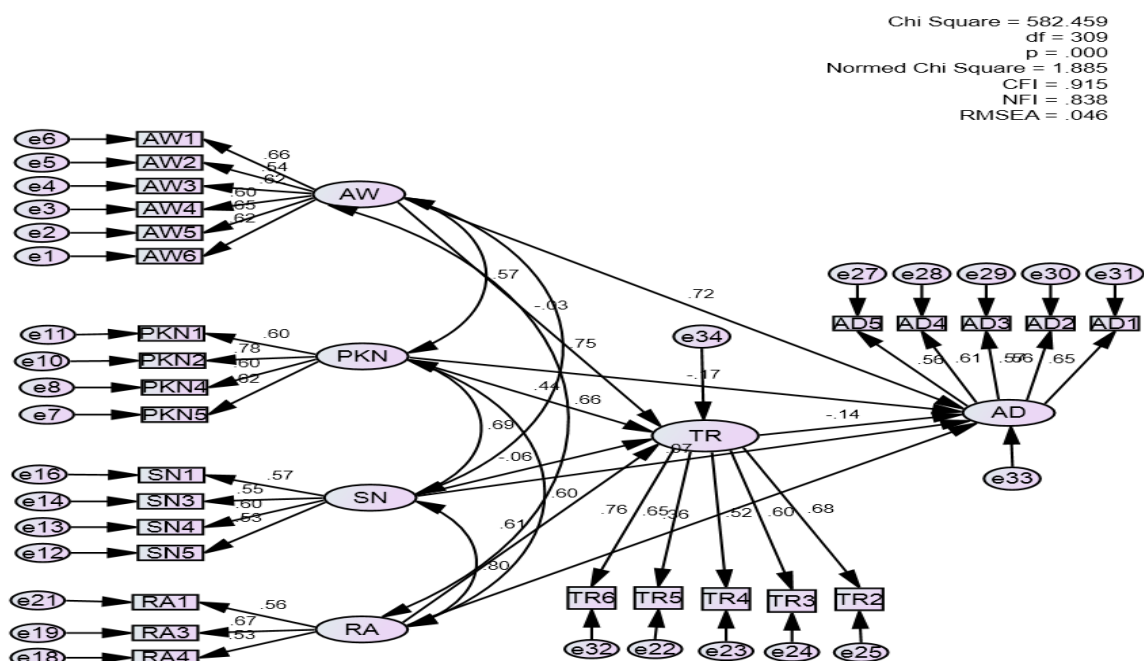 Chi Square = 582.459
df = 309
p = .000
Normed Chi Square = 1.885
CFI = .915
NFI = .838
RMSEA = .046
e6 AW1 .66
e5 AW2 .54
e4 AW3 .62
e3 AW4 .60
e2 AW5 .65
e1 AW6 .62
AW
.57
-.03
.72
.75
e27 e28 e29 e30 e31
AD5 AD4 AD3 AD2 AD1
.56 .61 .65
e11 PKN1 .60
e10 PKN2 .78
e8 PKN4 .60
e7 PKN5 .62
PKN
e34
-.17
.44
.66
AD
-.14
TR
.69
.07
-.06
e33
e16 SN1 .57
e14 SN3 .55
e13 SN4 .60
e12 SN5 .53
SN
.60
.61
.80
.76 .65 .36 .52 .60 .68
TR6 TR5 TR4 TR3 TR2
e32 e22 e23 e24 e25
e21 RA1 .56
e19 RA3 .67
e18 RA4 .53
RA